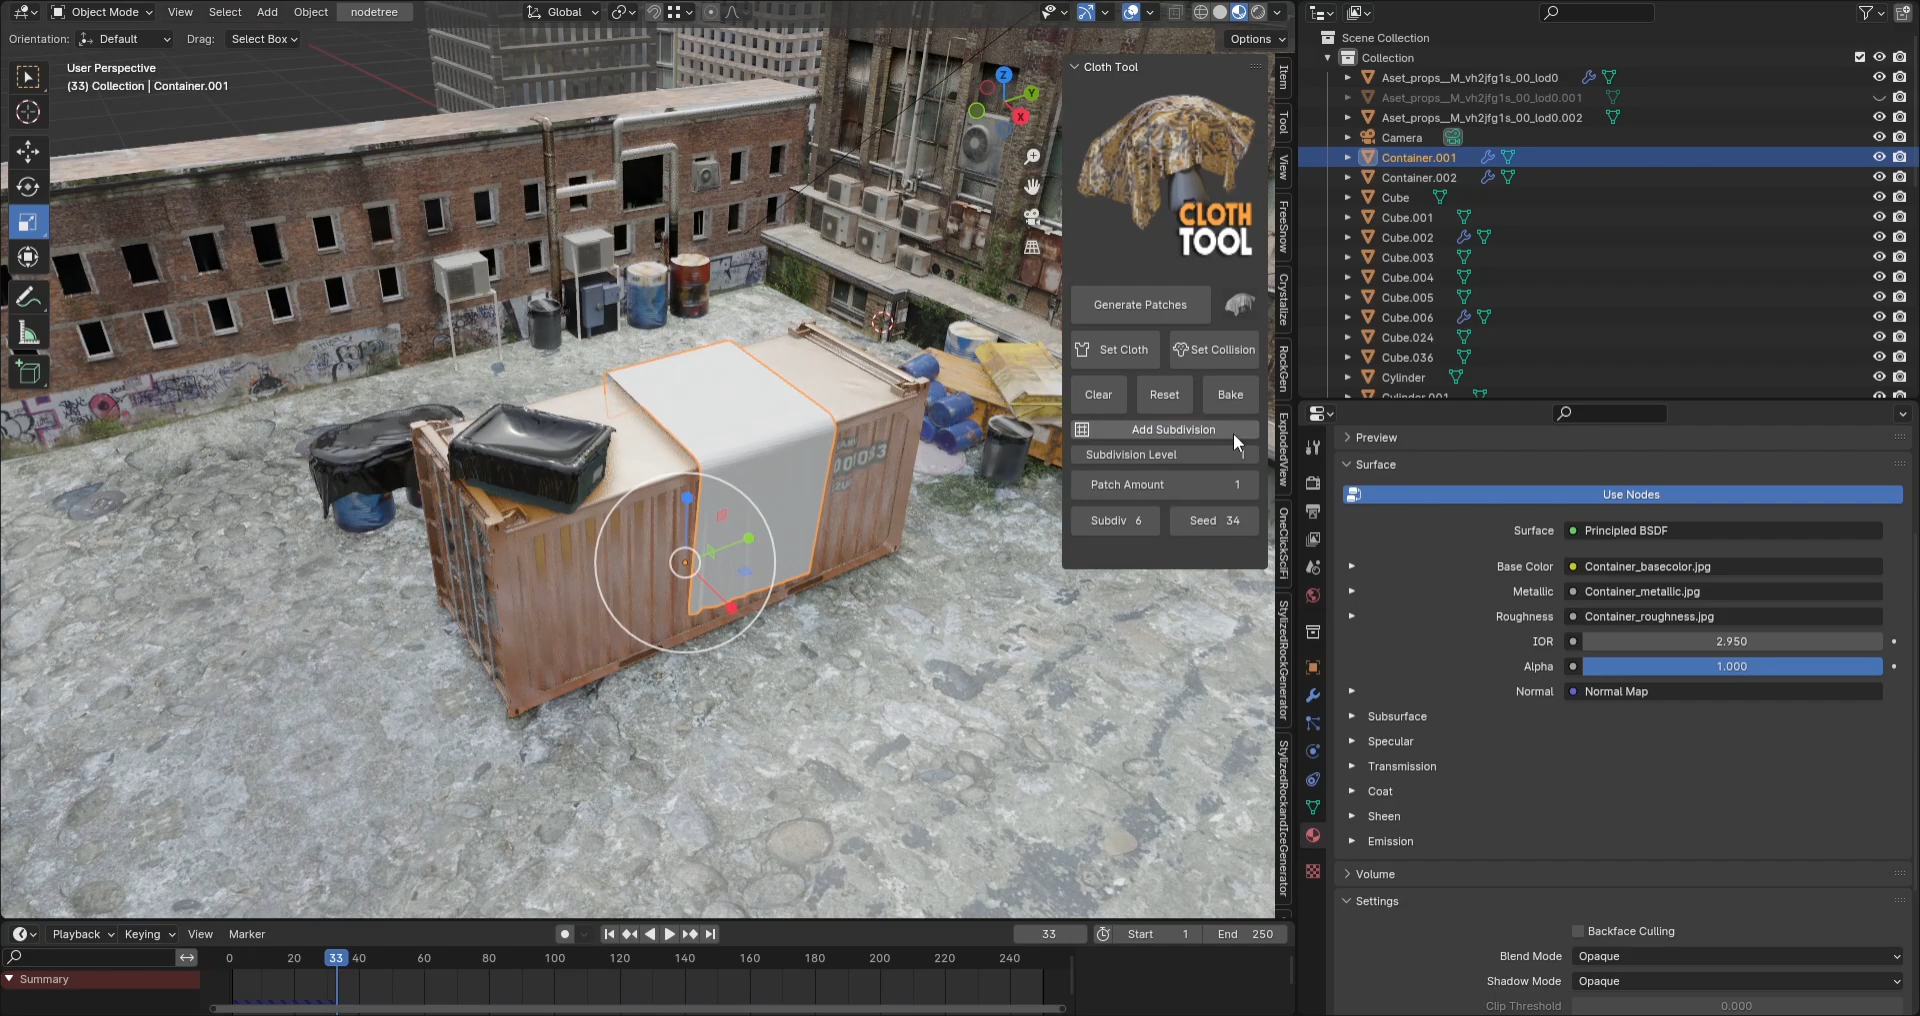 Object Mode View Select Add Object nodetree Global
Orientation: Default Drag: Select Box Options
User Perspective
(33) Collection | Container.001
Z
Y
X
Cloth Tool
CLOTH
TOOL
Generate Patches
Set Cloth Set Collision
Clear Reset Bake
Add Subdivision
Subdivision Level 1
Patch Amount 1
Subdiv 6 Seed 34
Item
Tool
View
FreeSnow
Crystalize
RockGen
ExplodedView
OneClickSciFi
StylizedRockGenerator
StylizedRockandIceGenerator
Scene Collection
Collection
Aset_props__M_vh2jfg1s_00_lod0
Aset_props__M_vh2jfg1s_00_lod0.001
Aset_props__M_vh2jfg1s_00_lod0.002
Camera
Container.001
Container.002
Cube
Cube.001
Cube.002
Cube.003
Cube.004
Cube.005
Cube.006
Cube.024
Cube.036
Cylinder
Cylinder.001
Preview
Surface
Use Nodes
Surface Principled BSDF
Base Color Container_basecolor.jpg
Metallic Container_metallic.jpg
Roughness Container_roughness.jpg
IOR 2.950
Alpha 1.000
Normal Normal Map
Subsurface
Specular
Transmission
Coat
Sheen
Emission
Volume
Settings
Backface Culling
Blend Mode Opaque
Shadow Mode Opaque
Clip Threshold 0.000
Playback Keying View Marker 33 Start 1 End 250
0 20 33 40 60 80 100 120 140 160 180 200 220 240
Summary